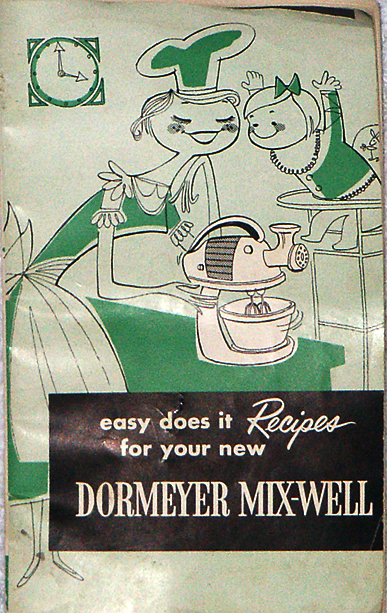 easy does it Recipes
for your new
DORMEYER MIX-WELL